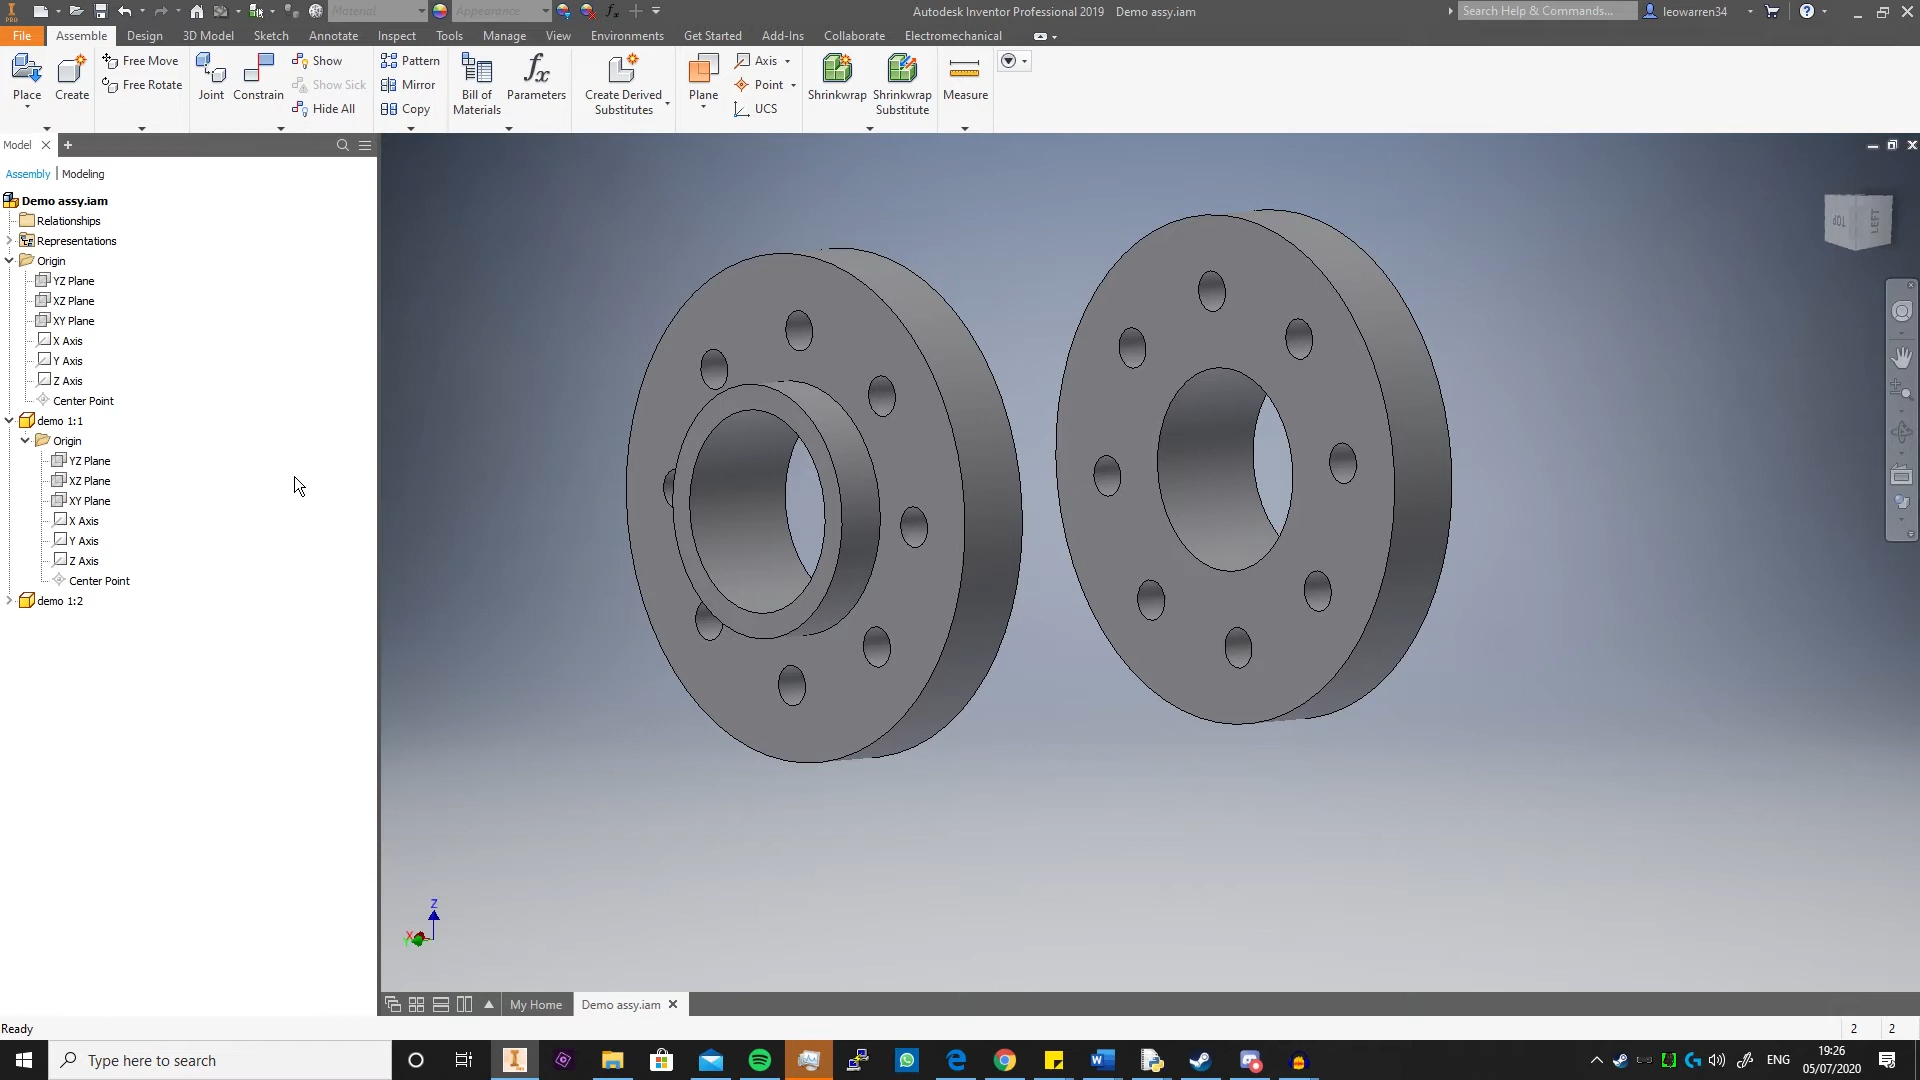 Material
Appearance
Autodesk Inventor Professional 2019 Demo assy.iam
Search Help & Commands...
leowarren34
File Assemble Design 3D Model Sketch Annotate Inspect Tools Manage View Environments Get Started Add-Ins Collaborate Electromechanical
Place
Create
Free Move
Free Rotate
Joint
Constrain
Show
Show Sick
Hide All
Pattern
Mirror
Copy
Bill of
Materials
Parameters
Create Derived
Substitutes
Plane
Axis
Point
UCS
Shrinkwrap
Shrinkwrap
Substitute
Measure
Model
Assembly Modeling
Demo assy.iam
Relationships
Representations
Origin
YZ Plane
XZ Plane
XY Plane
X Axis
Y Axis
Z Axis
Center Point
demo 1:1
Origin
YZ Plane
XZ Plane
XY Plane
X Axis
Y Axis
Z Axis
Center Point
demo 1:2
TOP
LEFT
Z
X
My Home
Demo assy.iam
Ready
2 2
Type here to search
ENG
19:26
05/07/2020